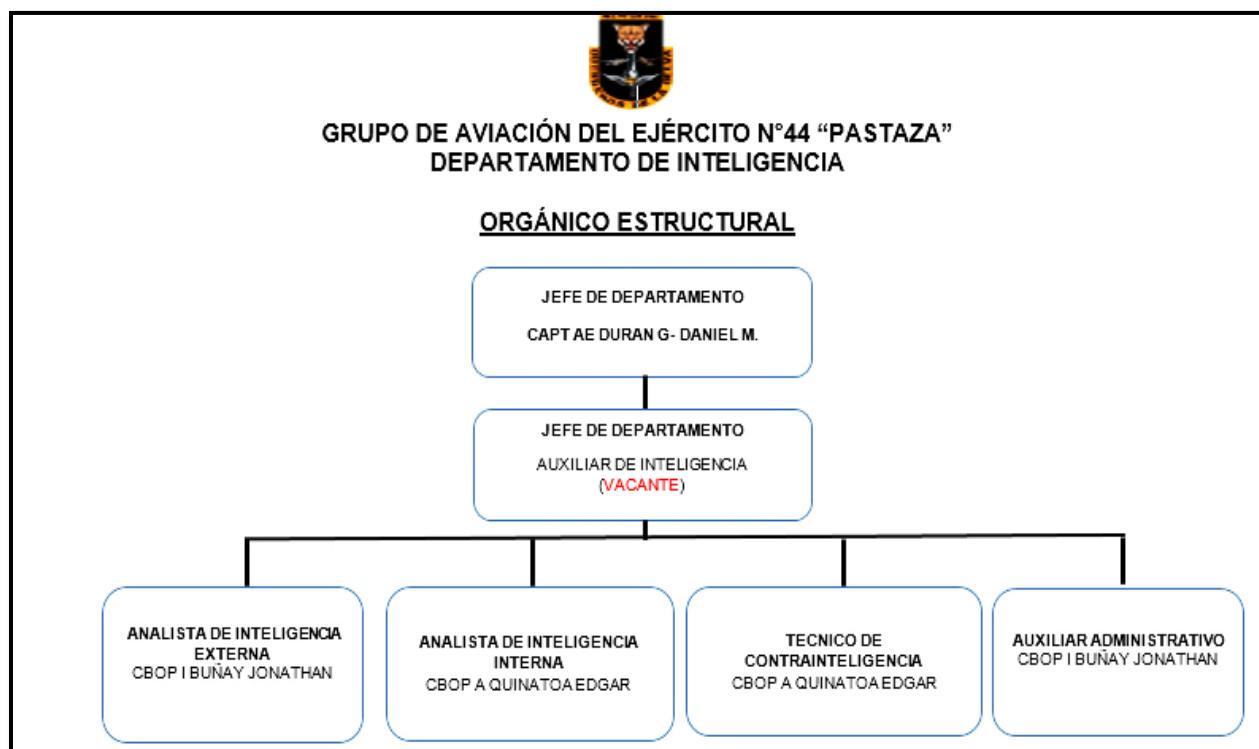 GRUPO DE AVIACIÓN DEL EJÉRCITO N°44 “PASTAZA”
DEPARTAMENTO DE INTELIGENCIA
ORGÁNICO ESTRUCTURAL
JEFE DE DEPARTAMENTO
CAPT AE DURAN G- DANIEL M.
JEFE DE DEPARTAMENTO
AUXILIAR DE INTELIGENCIA
(VACANTE)
ANALISTA DE INTELIGENCIA
EXTERNA
CBOP I BUÑAY JONATHAN
ANALISTA DE INTELIGENCIA
INTERNA
CBOP A QUINATOA EDGAR
TECNICO DE
CONTRAINTELIGENCIA
CBOP A QUINATOA EDGAR
AUXILIAR ADMINISTRATIVO
CBOP I BUÑAY JONATHAN